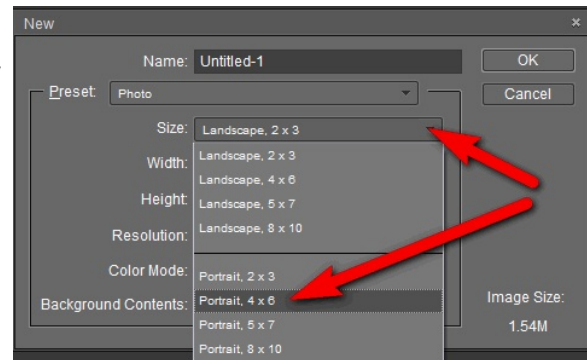 New
Name: Untitled-1
OK
Preset: Photo
Cancel
Size: Landscape, 2 x 3
Width: Landscape, 2 x 3
Landscape, 4 x 6
Height: Landscape, 5 x 7
Landscape, 8 x 10
Resolution:
Color Mode: Portrait, 2 x 3
Background Contents: Portrait, 4 x 6
Image Size:
Portrait, 5 x 7
1.54M
Portrait, 8 x 10